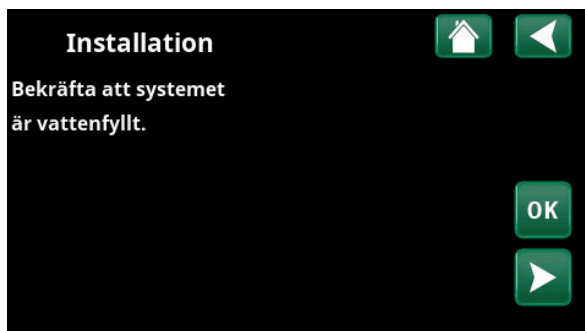 Installation
Bekräfta att systemet
är vattenfyllt.
OK